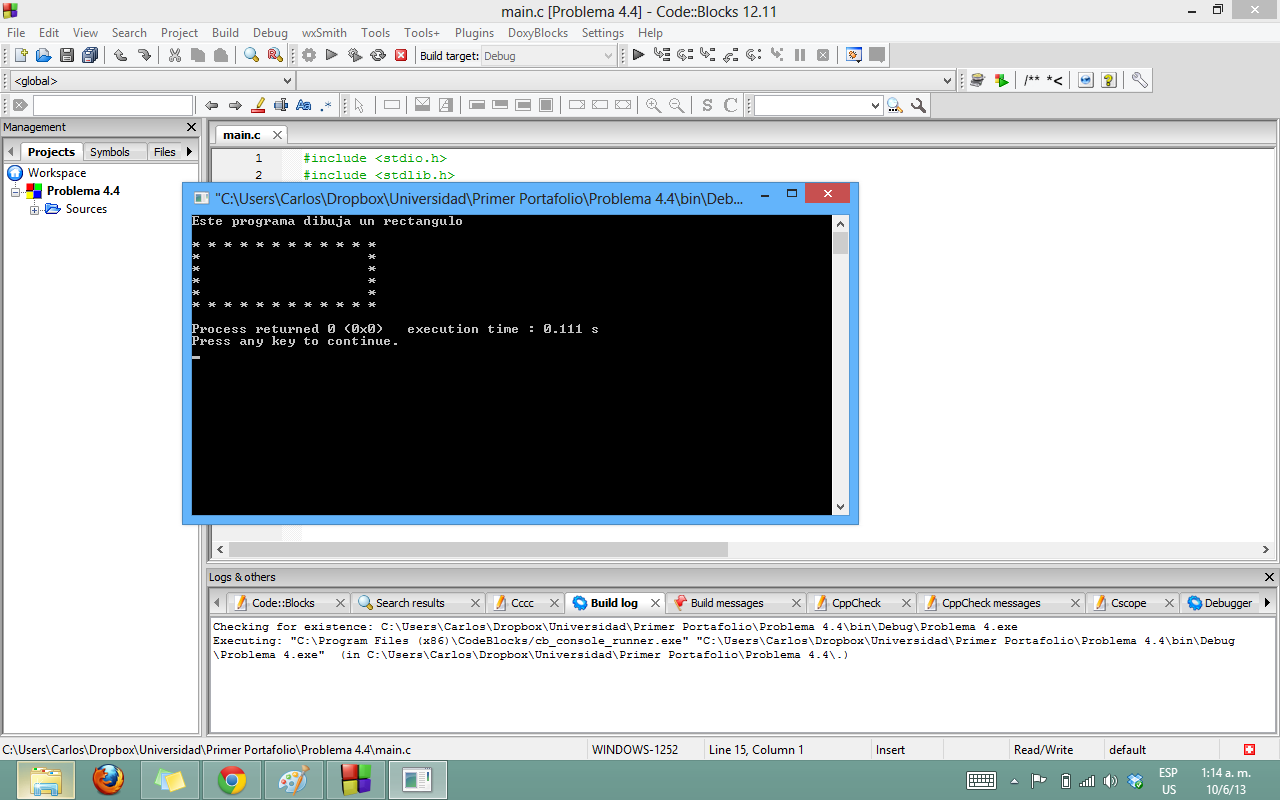 main.c [Problema 4.4] - Code::Blocks 12.11
File Edit View Search Project Build Debug wxSmith Tools Tools+ Plugins DoxyBlocks Settings Help
Build target: Debug
<global>
/** *<
Aa .*
S C
Management
Projects Symbols Files
Workspace
Problema 4.4
Sources
main.c
1 #include <stdio.h>
2 #include <stdlib.h>
"C:\Users\Carlos\Dropbox\Universidad\Primer Portafolio\Problema 4.4\bin\Deb...
Este programa dibuja un rectangulo
* * * * * * * * * * * *
*                     *
*                     *
*                     *
*                     *
* * * * * * * * * * * *
Process returned 0 (0x0)   execution time : 0.111 s
Press any key to continue.
Logs & others
Code::Blocks Search results Cccc Build log Build messages CppCheck CppCheck messages Cscope Debugger
Checking for existence: C:\Users\Carlos\Dropbox\Universidad\Primer Portafolio\Problema 4.4\bin\Debug\Problema 4.exe
Executing: "C:\Program Files (x86)\CodeBlocks/cb_console_runner.exe" "C:\Users\Carlos\Dropbox\Universidad\Primer Portafolio\Problema 4.4\bin\Debug
\Problema 4.exe"  (in C:\Users\Carlos\Dropbox\Universidad\Primer Portafolio\Problema 4.4\.)
C:\Users\Carlos\Dropbox\Universidad\Primer Portafolio\Problema 4.4\main.c WINDOWS-1252 Line 15, Column 1 Insert Read/Write default
ESP
US
1:14 a. m.
10/6/13